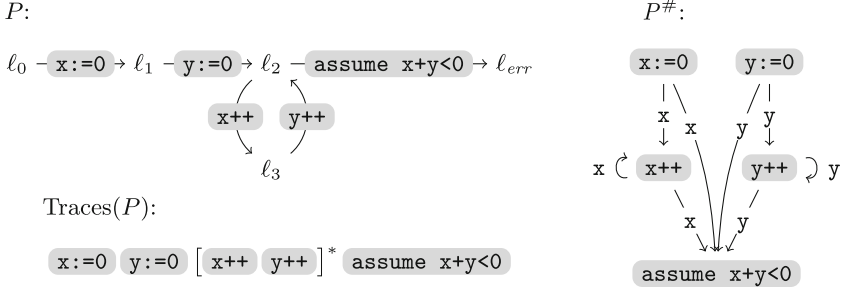 P:
ℓ0 x:=0 ℓ1 y:=0 ℓ2 assume x+y<0 ℓerr
x++ y++
ℓ3
Traces(P):
x:=0 y:=0 [ x++ y++ ]* assume x+y<0
P#:
x:=0 y:=0
x x y y
x x++ y++ y
x y
assume x+y<0